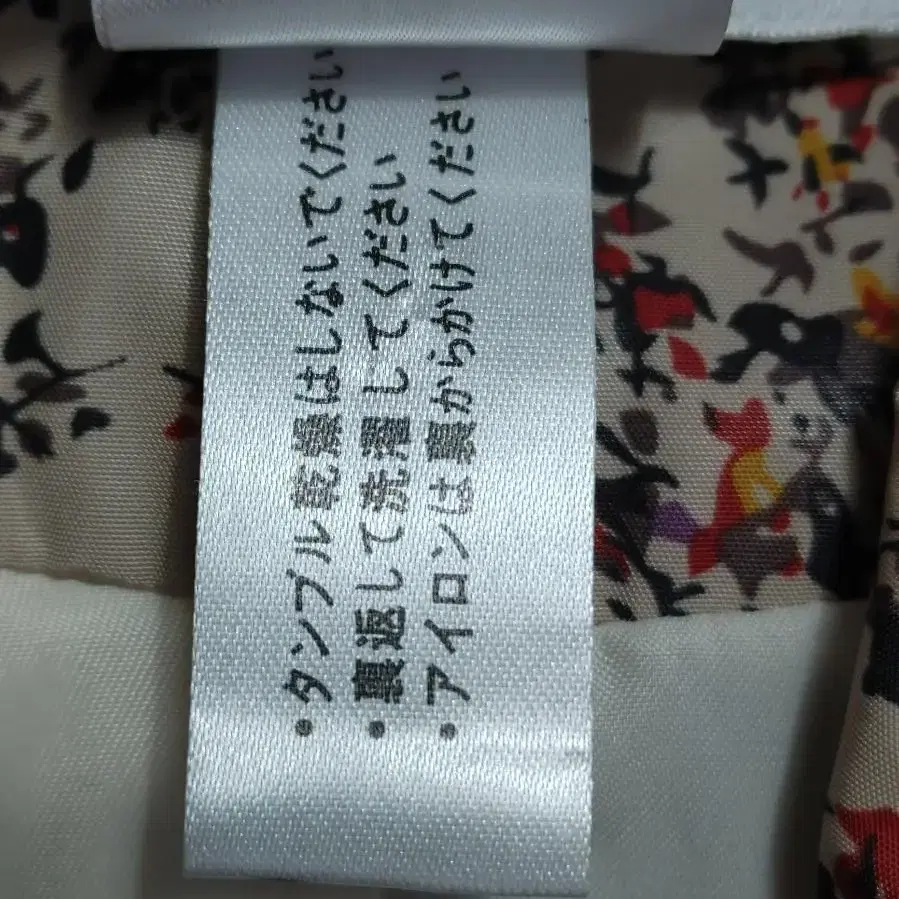 ・タンブル乾燥はしないでください
・裏返して洗濯してください
・アイロンは裏からかけてください